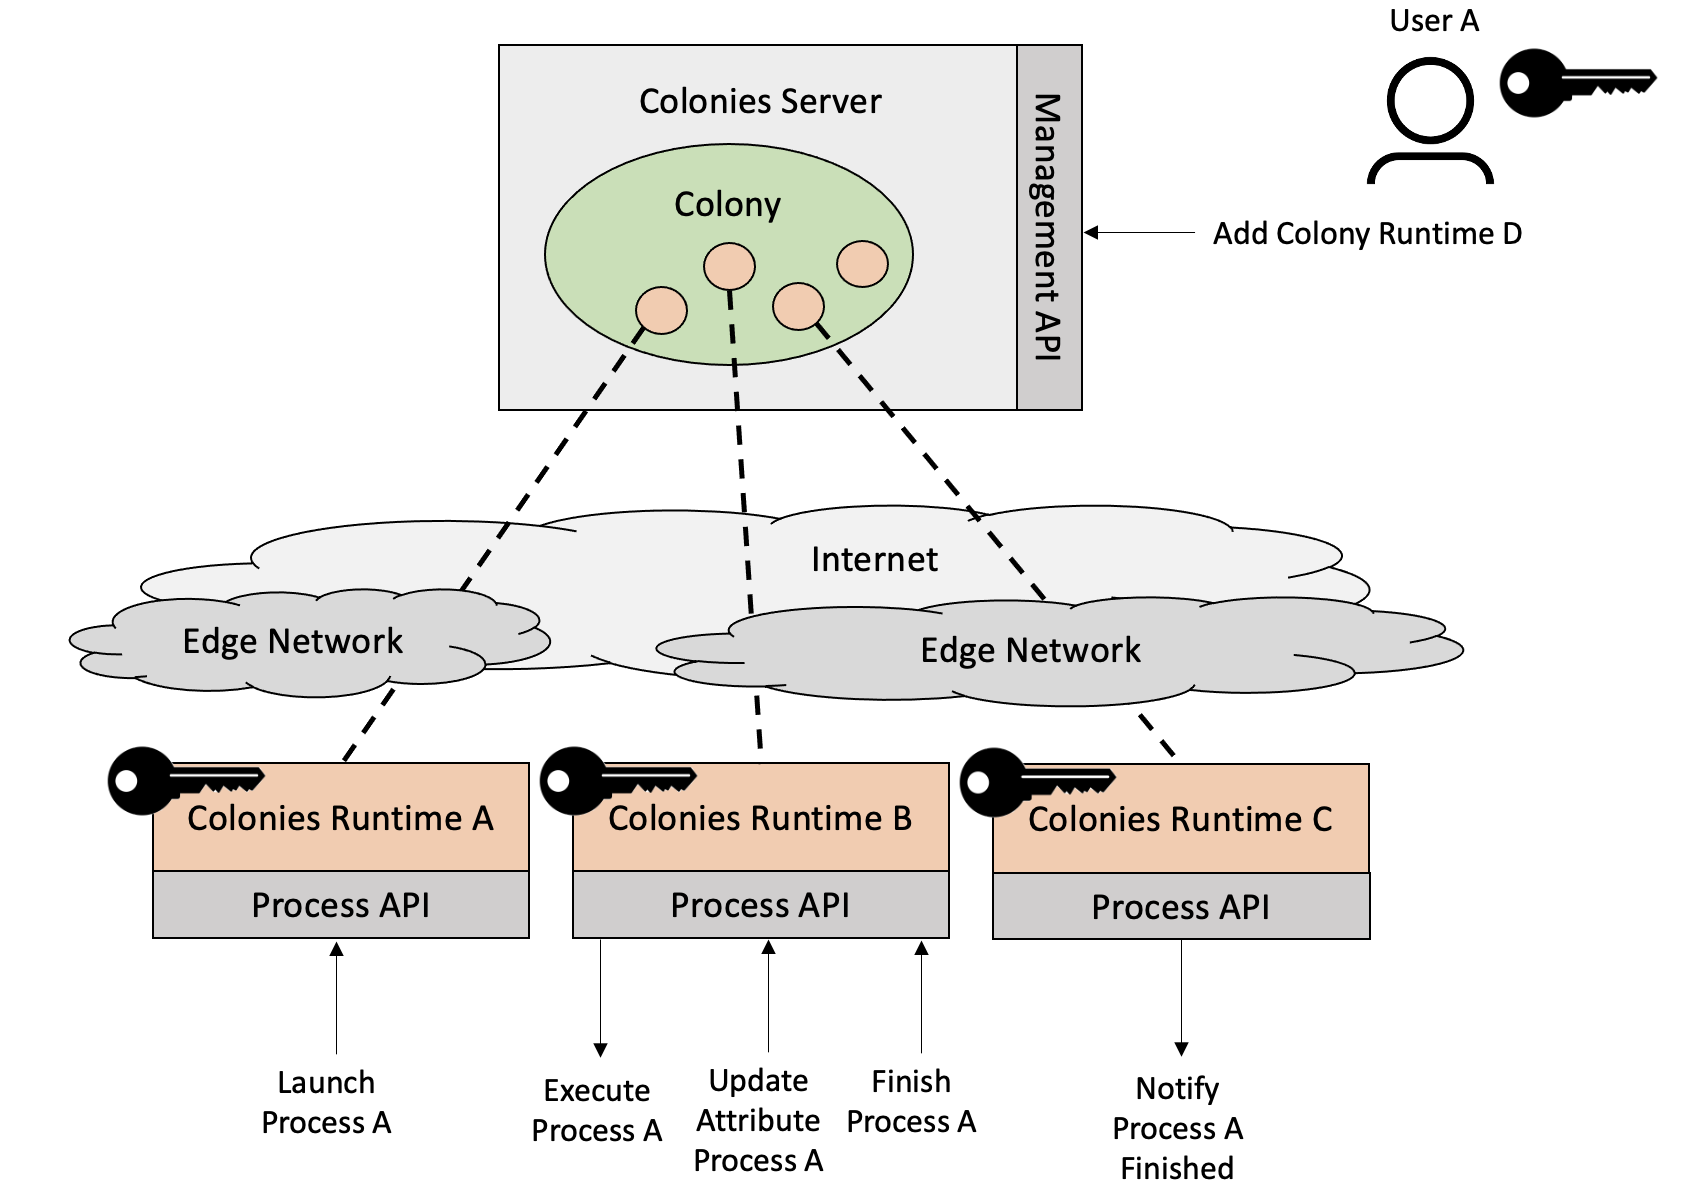 User A
Colonies Server
Management API
Colony
Add Colony Runtime D
Internet
Edge Network
Edge Network
Colonies Runtime A
Colonies Runtime B
Colonies Runtime C
Process API
Process API
Process API
Launch
Process A
Execute
Process A
Update
Attribute
Process A
Finish
Process A
Notify
Process A
Finished